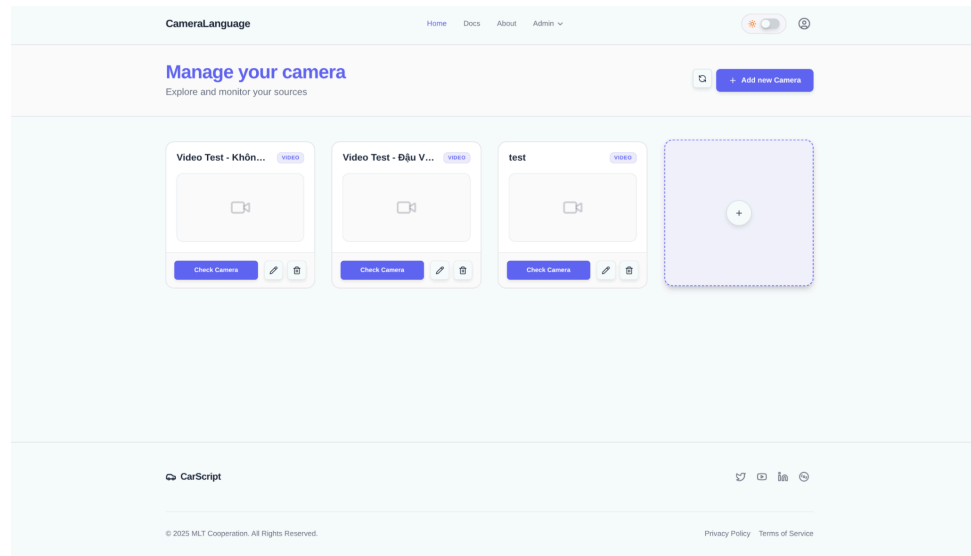 CameraLanguage
Home Docs About Admin
Manage your camera
Explore and monitor your sources
+ Add new Camera
Video Test - Khôn... VIDEO
Video Test - Đậu V... VIDEO
test VIDEO
Check Camera
Check Camera
Check Camera
CarScript
© 2025 MLT Cooperation. All Rights Reserved.
Privacy Policy Terms of Service